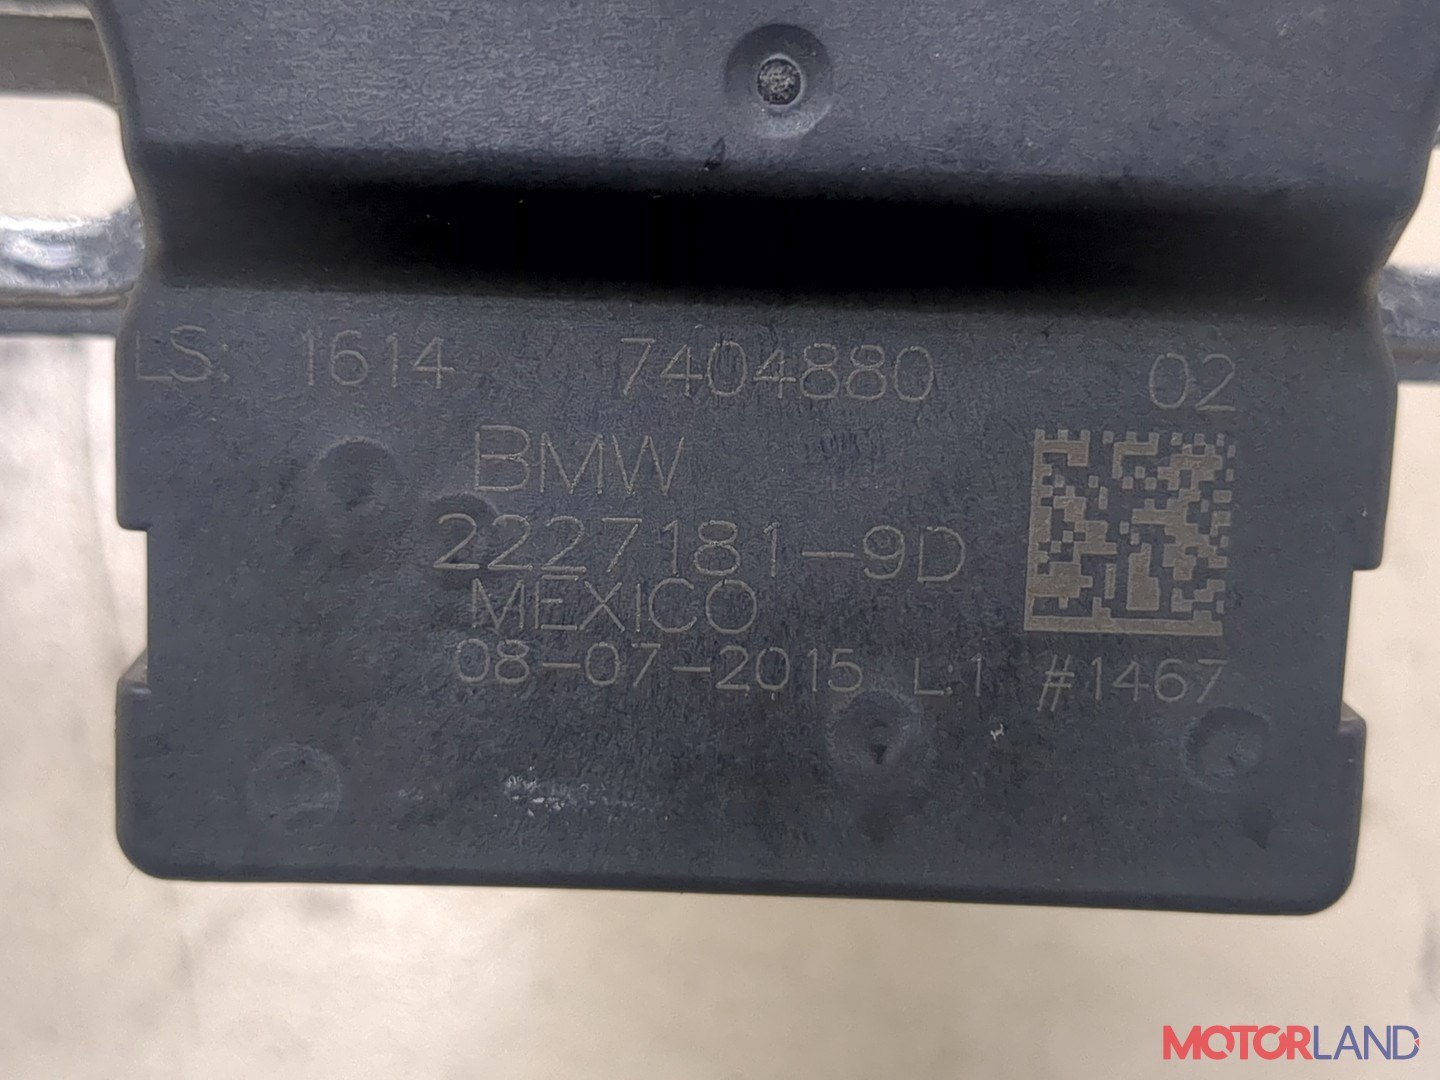 LS. 1614 7404880 02
BMW
2227181-9D
MEXICO
08-07-2015 L.1 #1467
MOTORLAND